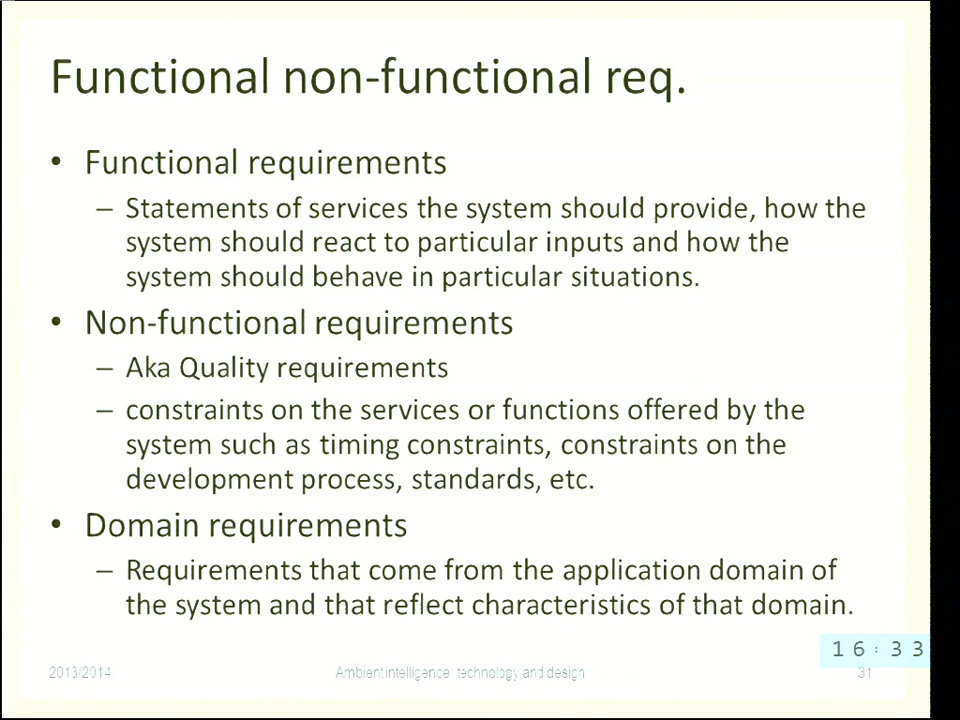 Functional non-functional req.
• Functional requirements
– Statements of services the system should provide, how the
system should react to particular inputs and how the
system should behave in particular situations.
• Non-functional requirements
– Aka Quality requirements
– constraints on the services or functions offered by the
system such as timing constraints, constraints on the
development process, standards, etc.
• Domain requirements
– Requirements that come from the application domain of
the system and that reflect characteristics of that domain.
16:33
2013/2014 Ambient intelligence: technology and design 31